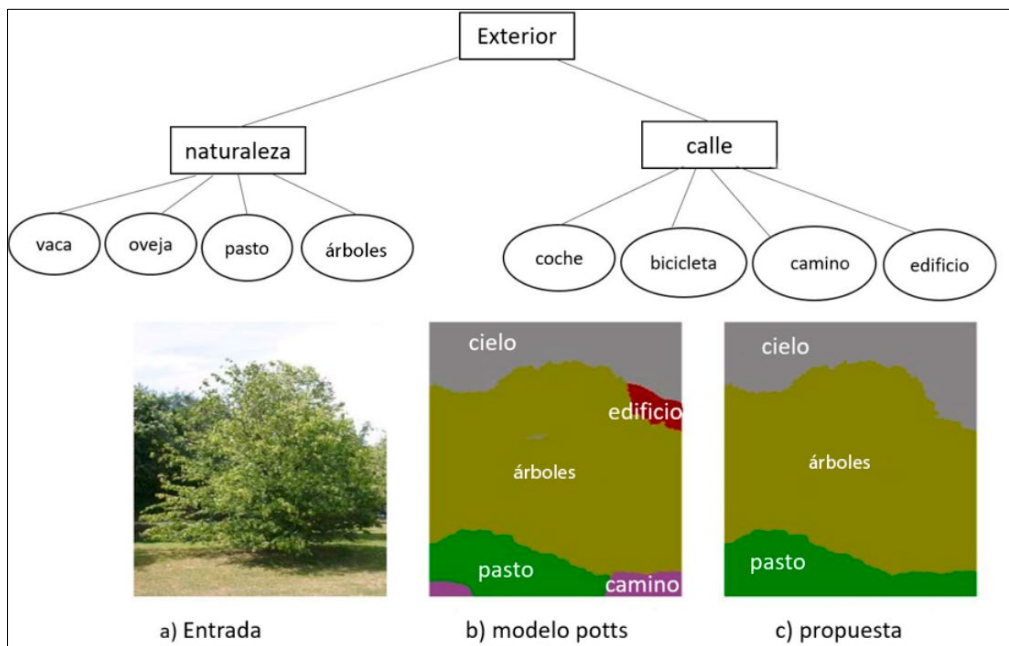 Exterior
naturaleza
calle
vaca
oveja
pasto
árboles
coche
bicicleta
camino
edificio
cielo
edificio
árboles
pasto
camino
cielo
árboles
pasto
a) Entrada
b) modelo potts
c) propuesta